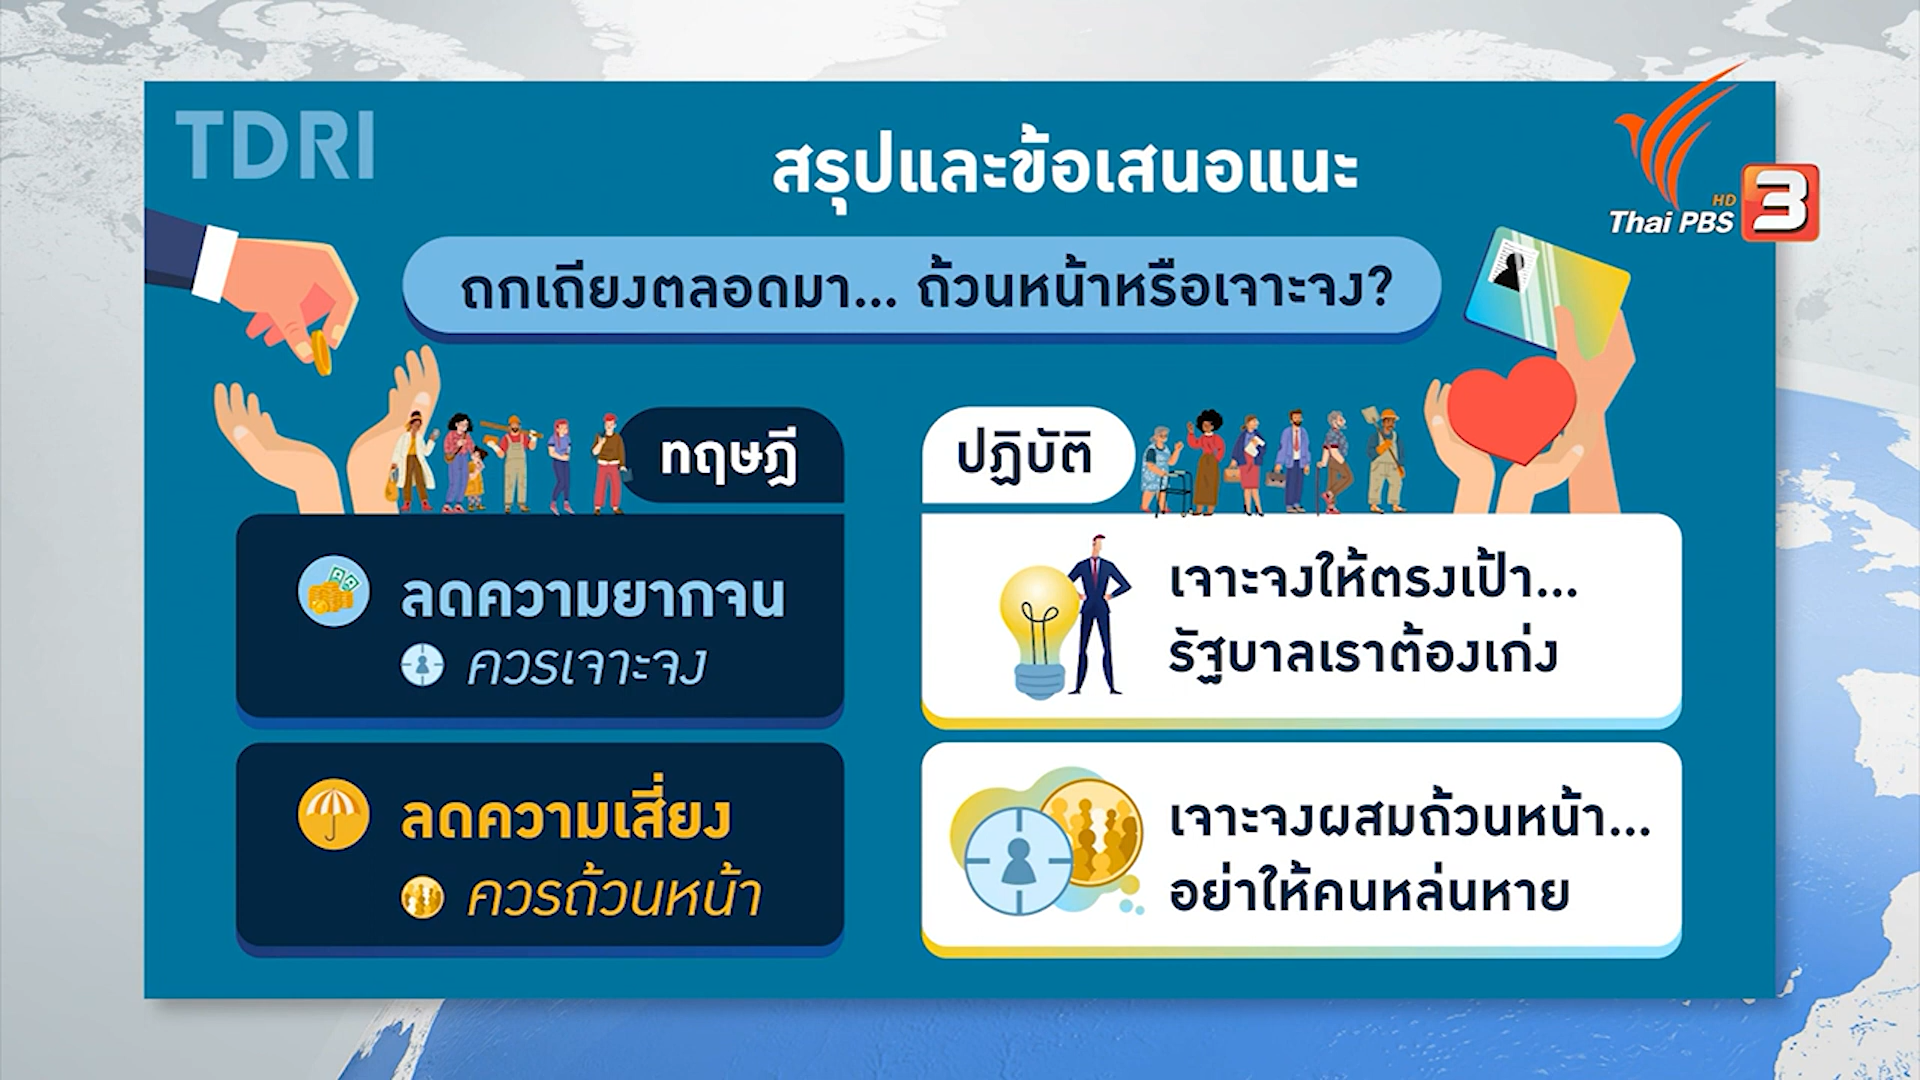 TDRI
สรุปและข้อเสนอแนะ
HD
Thai PBS 3
ถกเถียงตลอดมา... ถ้วนหน้าหรือเจาะจง?
ทฤษฎี
ลดความยากจน
ควรเจาะจง
ลดความเสี่ยง
ควรถ้วนหน้า
ปฏิบัติ
เจาะจงให้ตรงเป้า...
รัฐบาลเราต้องเก่ง
เจาะจงผสมถ้วนหน้า...
อย่าให้คนหล่นหาย